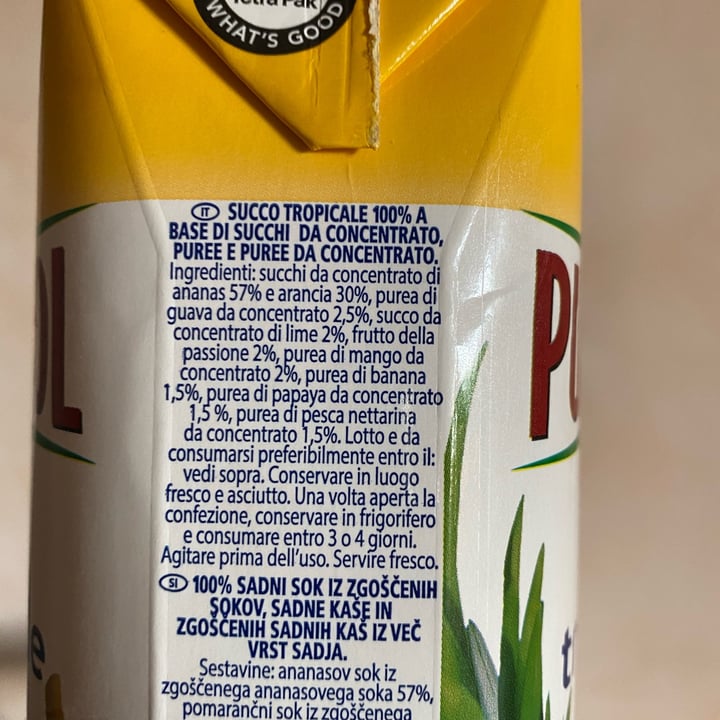 Tetra Pak
WHAT'S GOOD
IT SUCCO TROPICALE 100% A
BASE DI SUCCHI DA CONCENTRATO,
PUREE E PUREE DA CONCENTRATO.
Ingredienti: succhi da concentrato di
ananas 57% e arancia 30%, purea di
guava da concentrato 2,5%, succo da
concentrato di lime 2%, frutto della
passione 2%, purea di mango da
concentrato 2%, purea di banana
1,5%, purea di papaya da concentrato
1,5 %, purea di pesca nettarina
da concentrato 1,5%. Lotto e da
consumarsi preferibilmente entro il:
vedi sopra. Conservare in luogo
fresco e asciutto. Una volta aperta la
confezione, conservare in frigorifero
e consumare entro 3 o 4 giorni.
Agitare prima dell'uso. Servire fresco.
SI 100% SADNI SOK IZ ZGOŠČENIH
SOKOV, SADNE KAŠE IN
ZGOŠČENIH SADNIH KAŠ IZ VEČ
VRST SADJA.
Sestavine: ananasov sok iz
zgoščenega ananasovega soka 57%,
pomarančni sok iz zgoščenega
OL
PU
e
t